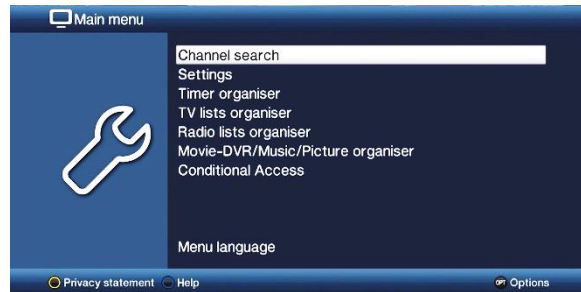 Main menu
Channel search
Settings
Timer organiser
TV lists organiser
Radio lists organiser
Movie-DVR/Music/Picture organiser
Conditional Access
Menu language
Privacy statement Help OPT Options